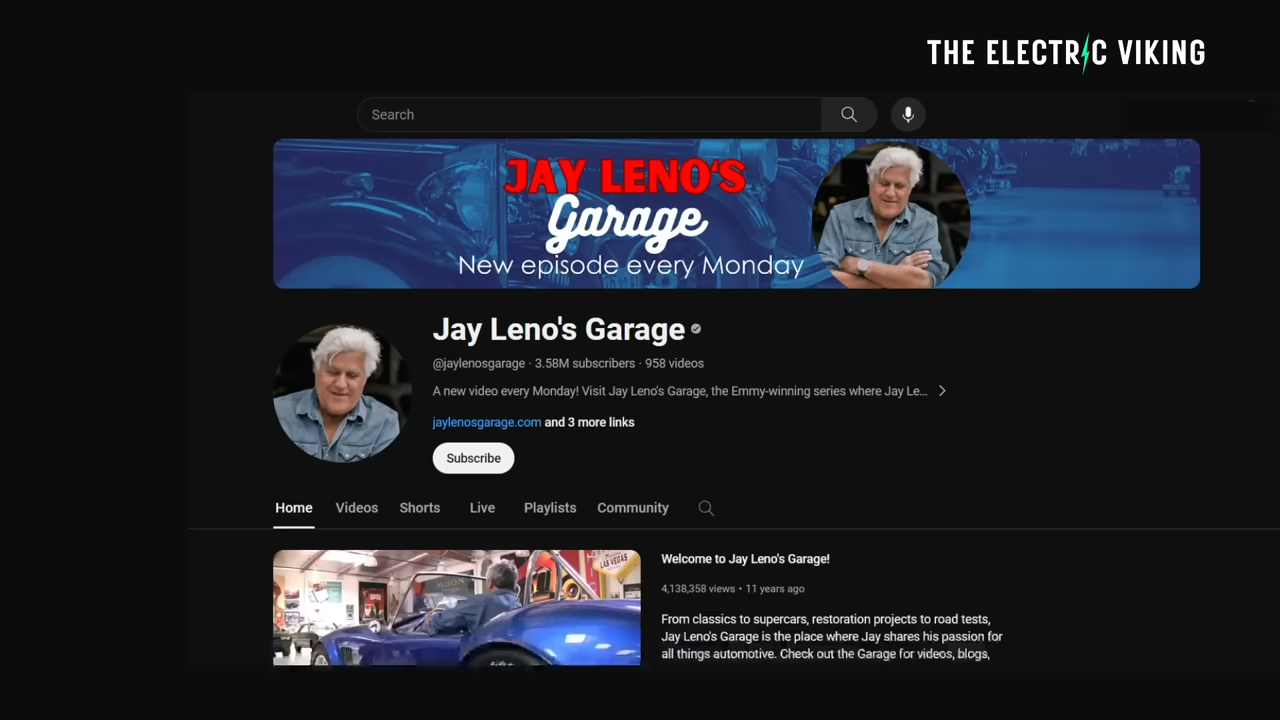 THE ELECTRIC VIKING
Search
JAY LENO'S
Garage
New episode every Monday
Jay Leno's Garage
@jaylenosgarage · 3.58M subscribers · 958 videos
A new video every Monday! Visit Jay Leno's Garage, the Emmy-winning series where Jay Le...
jaylenosgarage.com and 3 more links
Subscribe
Home Videos Shorts Live Playlists Community
MOON
LAS VEGAS
Welcome to Jay Leno's Garage!
4,138,358 views • 11 years ago
From classics to supercars, restoration projects to road tests,
Jay Leno's Garage is the place where Jay shares his passion for
all things automotive. Check out the Garage for videos, blogs,